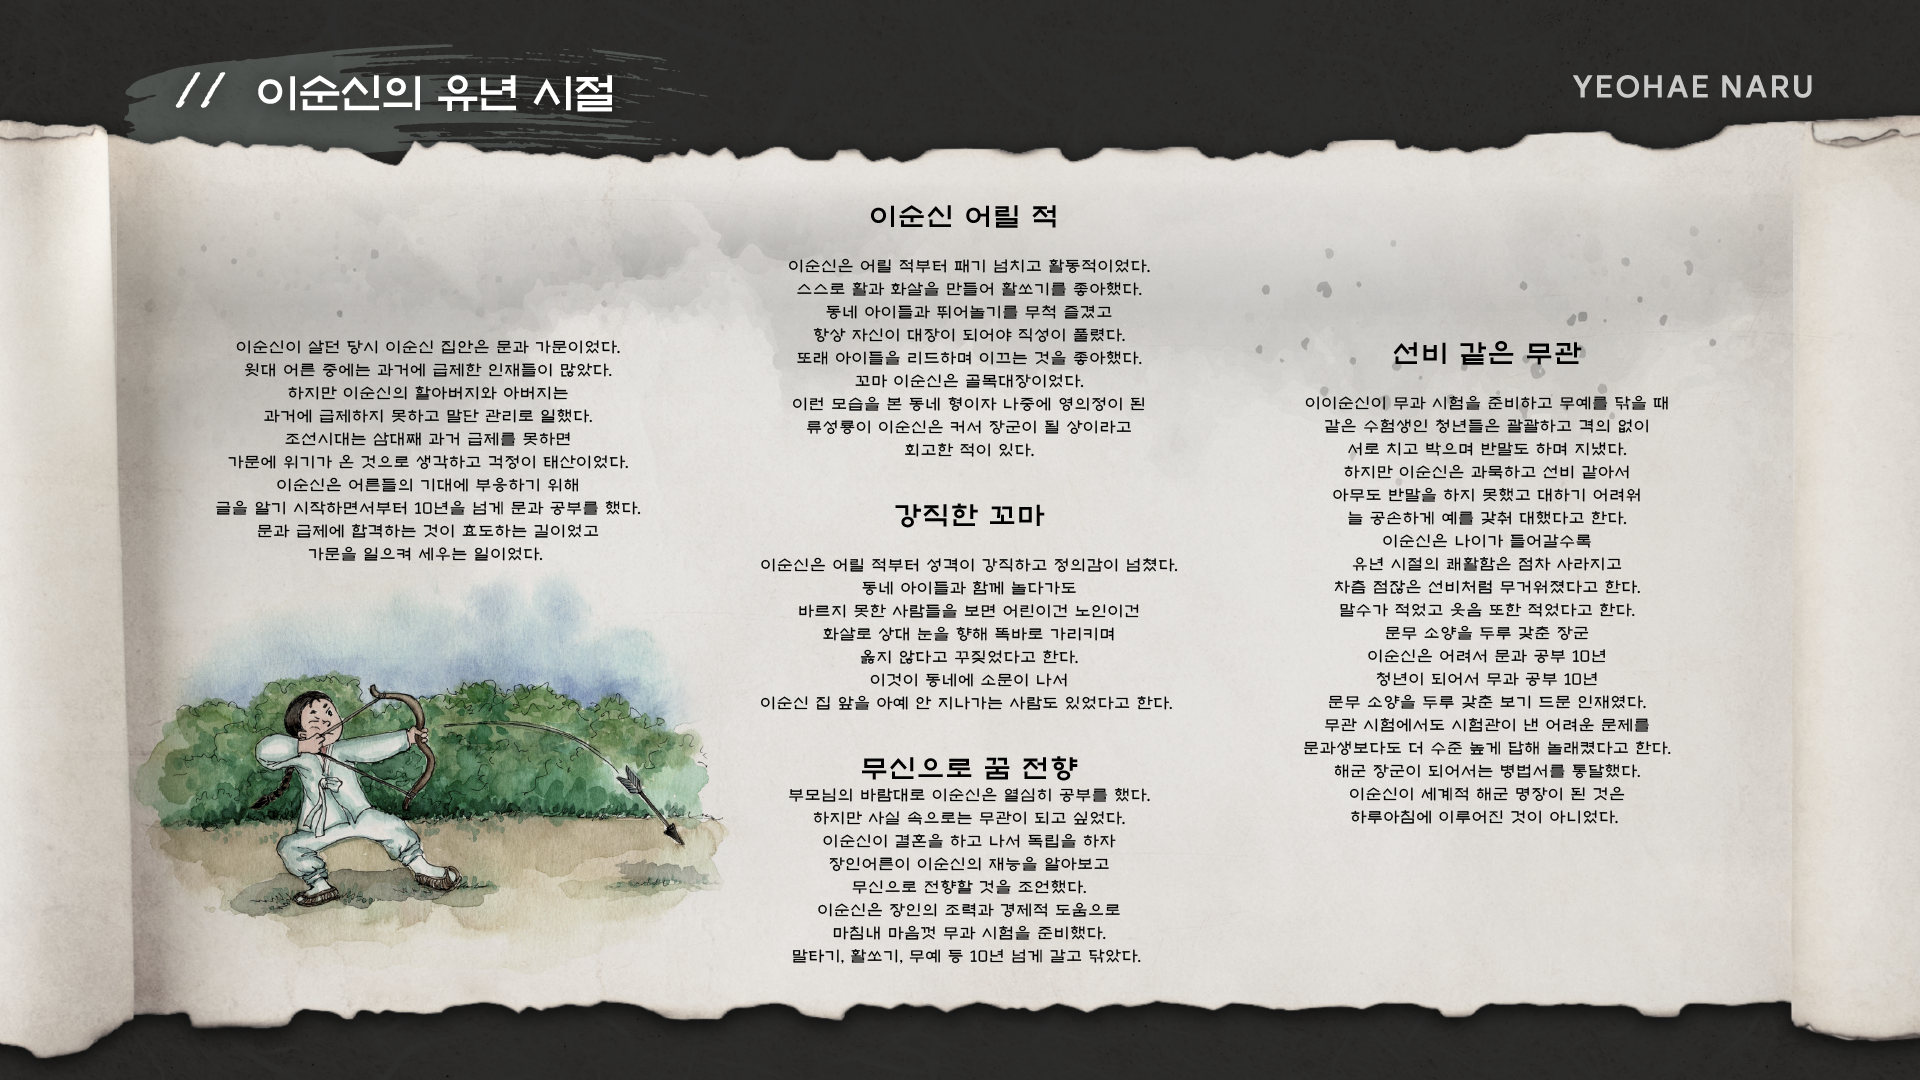 // 이순신의 유년 시절
YEOHAE NARU
이순신이 살던 당시 이순신 집안은 문과 가문이었다.
윗대 어른 중에는 과거에 급제한 인재들이 많았다.
하지만 이순신의 할아버지와 아버지는
과거에 급제하지 못하고 말단 관리로 일했다.
조선시대는 삼대째 과거 급제를 못하면
가문에 위기가 온 것으로 생각하고 걱정이 태산이었다.
이순신은 어른들의 기대에 부응하기 위해
글을 알기 시작하면서부터 10년을 넘게 문과 공부를 했다.
문과 급제에 합격하는 것이 효도하는 길이었고
가문을 일으켜 세우는 일이었다.
이순신 어릴 적
이순신은 어릴 적부터 패기 넘치고 활동적이었다.
스스로 활과 화살을 만들어 활쏘기를 좋아했다.
동네 아이들과 뛰어놀기를 무척 즐겼고
항상 자신이 대장이 되어야 직성이 풀렸다.
또래 아이들을 리드하며 이끄는 것을 좋아했다.
꼬마 이순신은 골목대장이었다.
이런 모습을 본 동네 형이자 나중에 영의정이 된
류성룡이 이순신은 커서 장군이 될 상이라고
회고한 적이 있다.
강직한 꼬마
이순신은 어릴 적부터 성격이 강직하고 정의감이 넘쳤다.
동네 아이들과 함께 놀다가도
바르지 못한 사람들을 보면 어린이건 노인이건
화살로 상대 눈을 향해 똑바로 가리키며
옳지 않다고 꾸짖었다고 한다.
이것이 동네에 소문이 나서
이순신 집 앞을 아예 안 지나가는 사람도 있었다고 한다.
무신으로 꿈 전향
부모님의 바람대로 이순신은 열심히 공부를 했다.
하지만 사실 속으로는 무관이 되고 싶었다.
이순신이 결혼을 하고 나서 독립을 하자
장인어른이 이순신의 재능을 알아보고
무신으로 전향할 것을 조언했다.
이순신은 장인의 조력과 경제적 도움으로
마침내 마음껏 무과 시험을 준비했다.
말타기, 활쏘기, 무예 등 10년 넘게 갈고 닦았다.
선비 같은 무관
이이순신이 무과 시험을 준비하고 무예를 닦을 때
같은 수험생인 청년들은 괄괄하고 격의 없이
서로 치고 박으며 반말도 하며 지냈다.
하지만 이순신은 과묵하고 선비 같아서
아무도 반말을 하지 못했고 대하기 어려워
늘 공손하게 예를 갖춰 대했다고 한다.
이순신은 나이가 들어갈수록
유년 시절의 쾌활함은 점차 사라지고
차츰 점잖은 선비처럼 무거워졌다고 한다.
말수가 적었고 웃음 또한 적었다고 한다.
문무 소양을 두루 갖춘 장군
이순신은 어려서 문과 공부 10년
청년이 되어서 무과 공부 10년
문무 소양을 두루 갖춘 보기 드문 인재였다.
무관 시험에서도 시험관이 낸 어려운 문제를
문과생보다도 더 수준 높게 답해 놀래켰다고 한다.
해군 장군이 되어서는 병법서를 통달했다.
이순신이 세계적 해군 명장이 된 것은
하루아침에 이루어진 것이 아니었다.